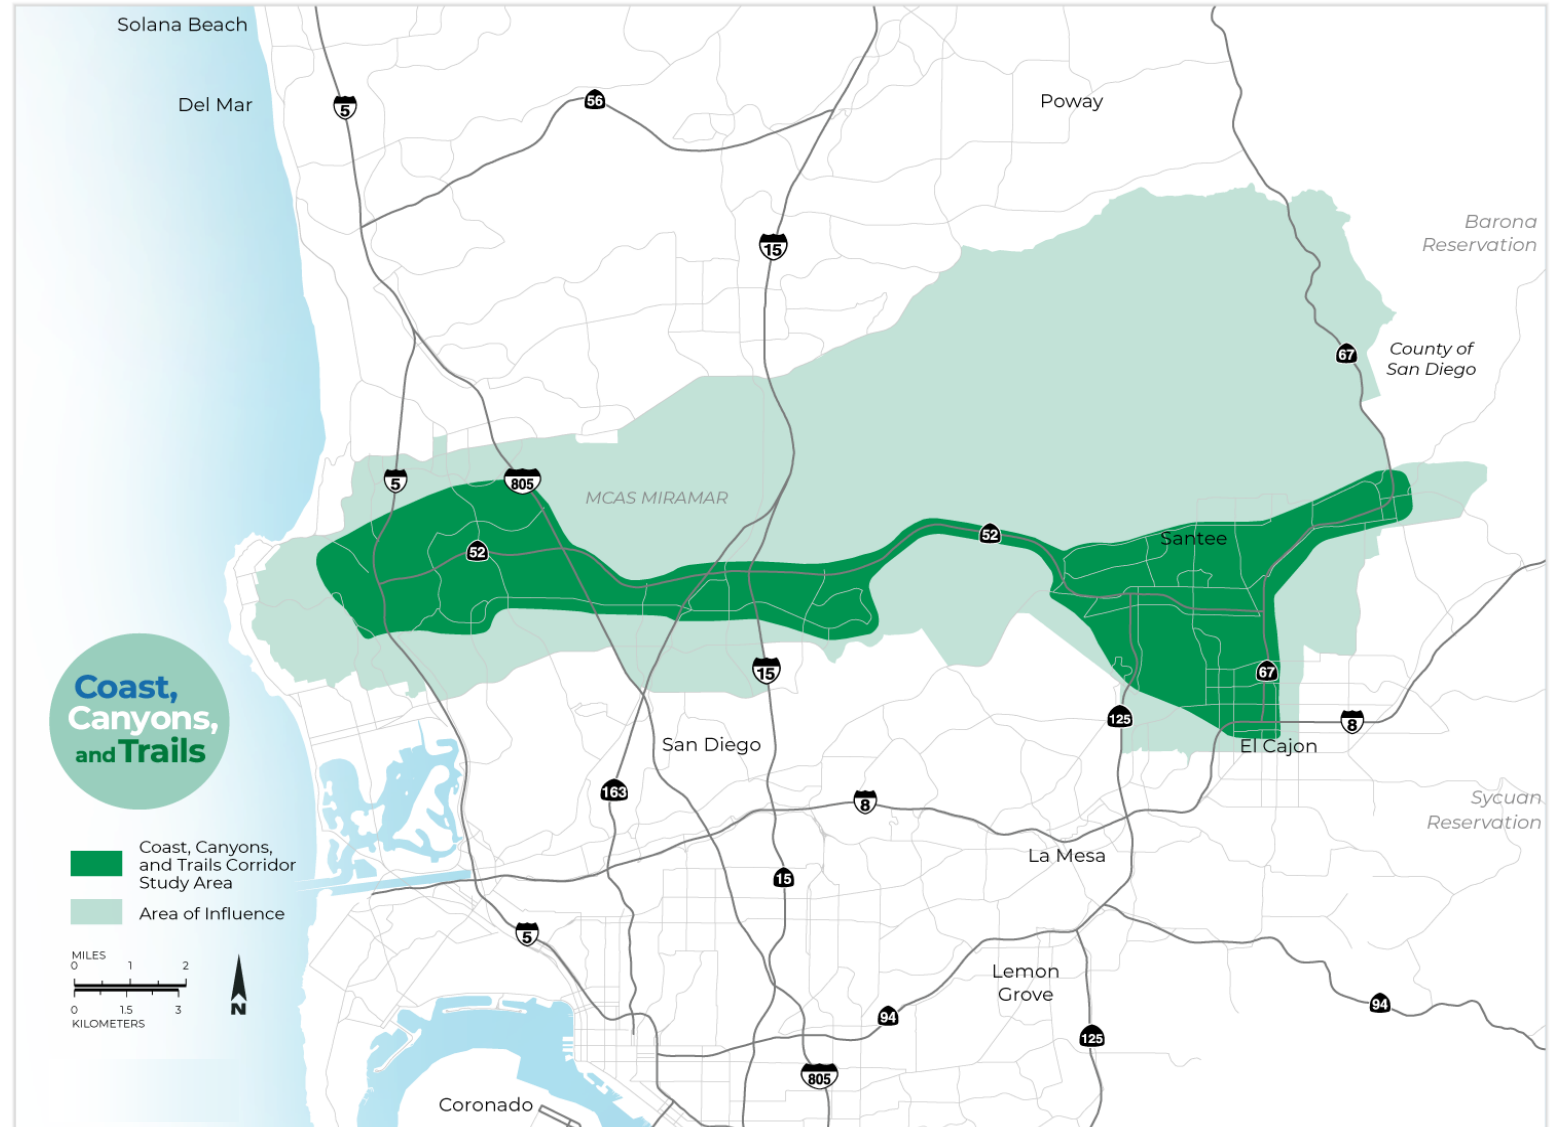 Solana Beach
Del Mar
5
56
Poway
15
Barona
Reservation
67
County of
San Diego
5
805
MCAS MIRAMAR
52
52
Santee
Coast,
Canyons,
and Trails
15
67
125
8
San Diego
El Cajon
163
8
Sycuan
Reservation
Coast, Canyons,
and Trails Corridor
Study Area
La Mesa
15
Area of Influence
5
MILES
0 1 2
0 1.5 3
KILOMETERS
N
Lemon
Grove
94
94
125
805
Coronado